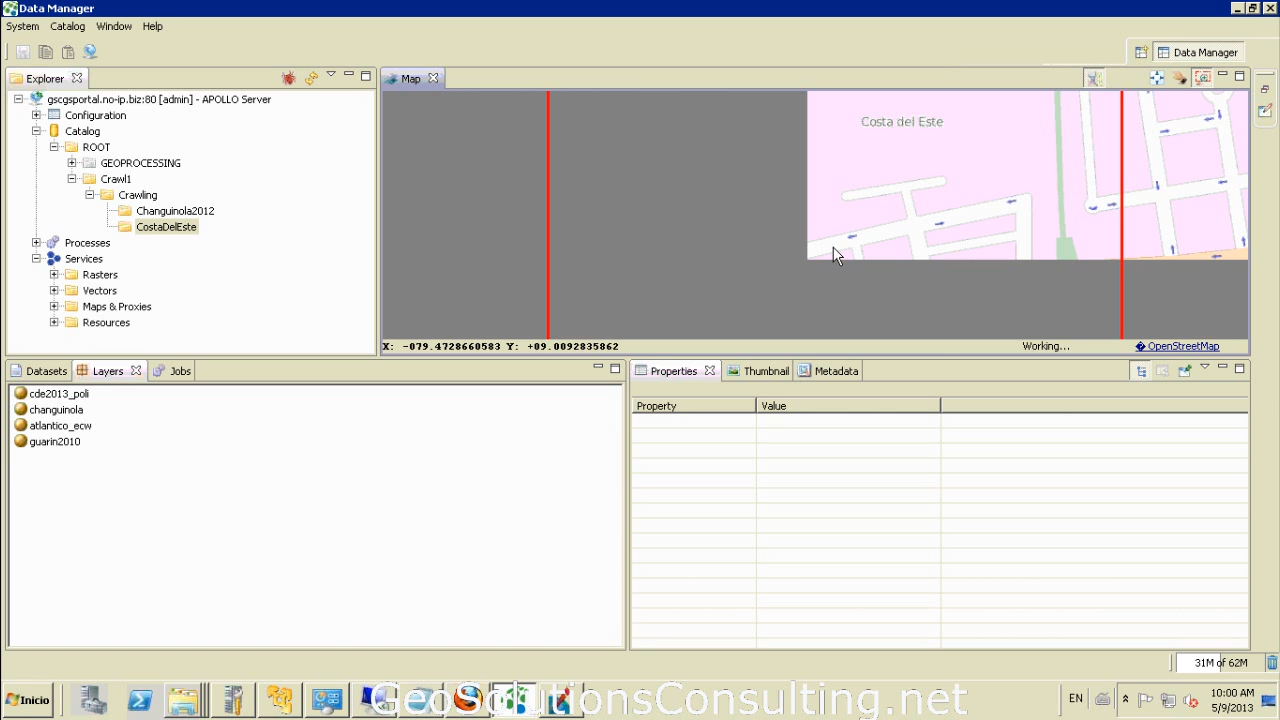 Data Manager
System Catalog Window Help
Data Manager
Explorer
Map
gscgsportal.no-ip.biz:80 [admin] - APOLLO Server
Configuration
Catalog
ROOT
GEOPROCESSING
Crawl1
Crawling
Changuinola2012
CostaDelEste
Processes
Services
Rasters
Vectors
Maps & Proxies
Resources
Costa del Este
X: -079.4728660583 Y: +09.0092835862
Working...
OpenStreetMap
Datasets Layers Jobs
cde2013_poli
changuinola
atlantico_ecw
guarin2010
Properties Thumbnail Metadata
Property Value
31M of 62M
Inicio
GeoSolutionsConsulting.net
EN
10:00 AM
5/9/2013